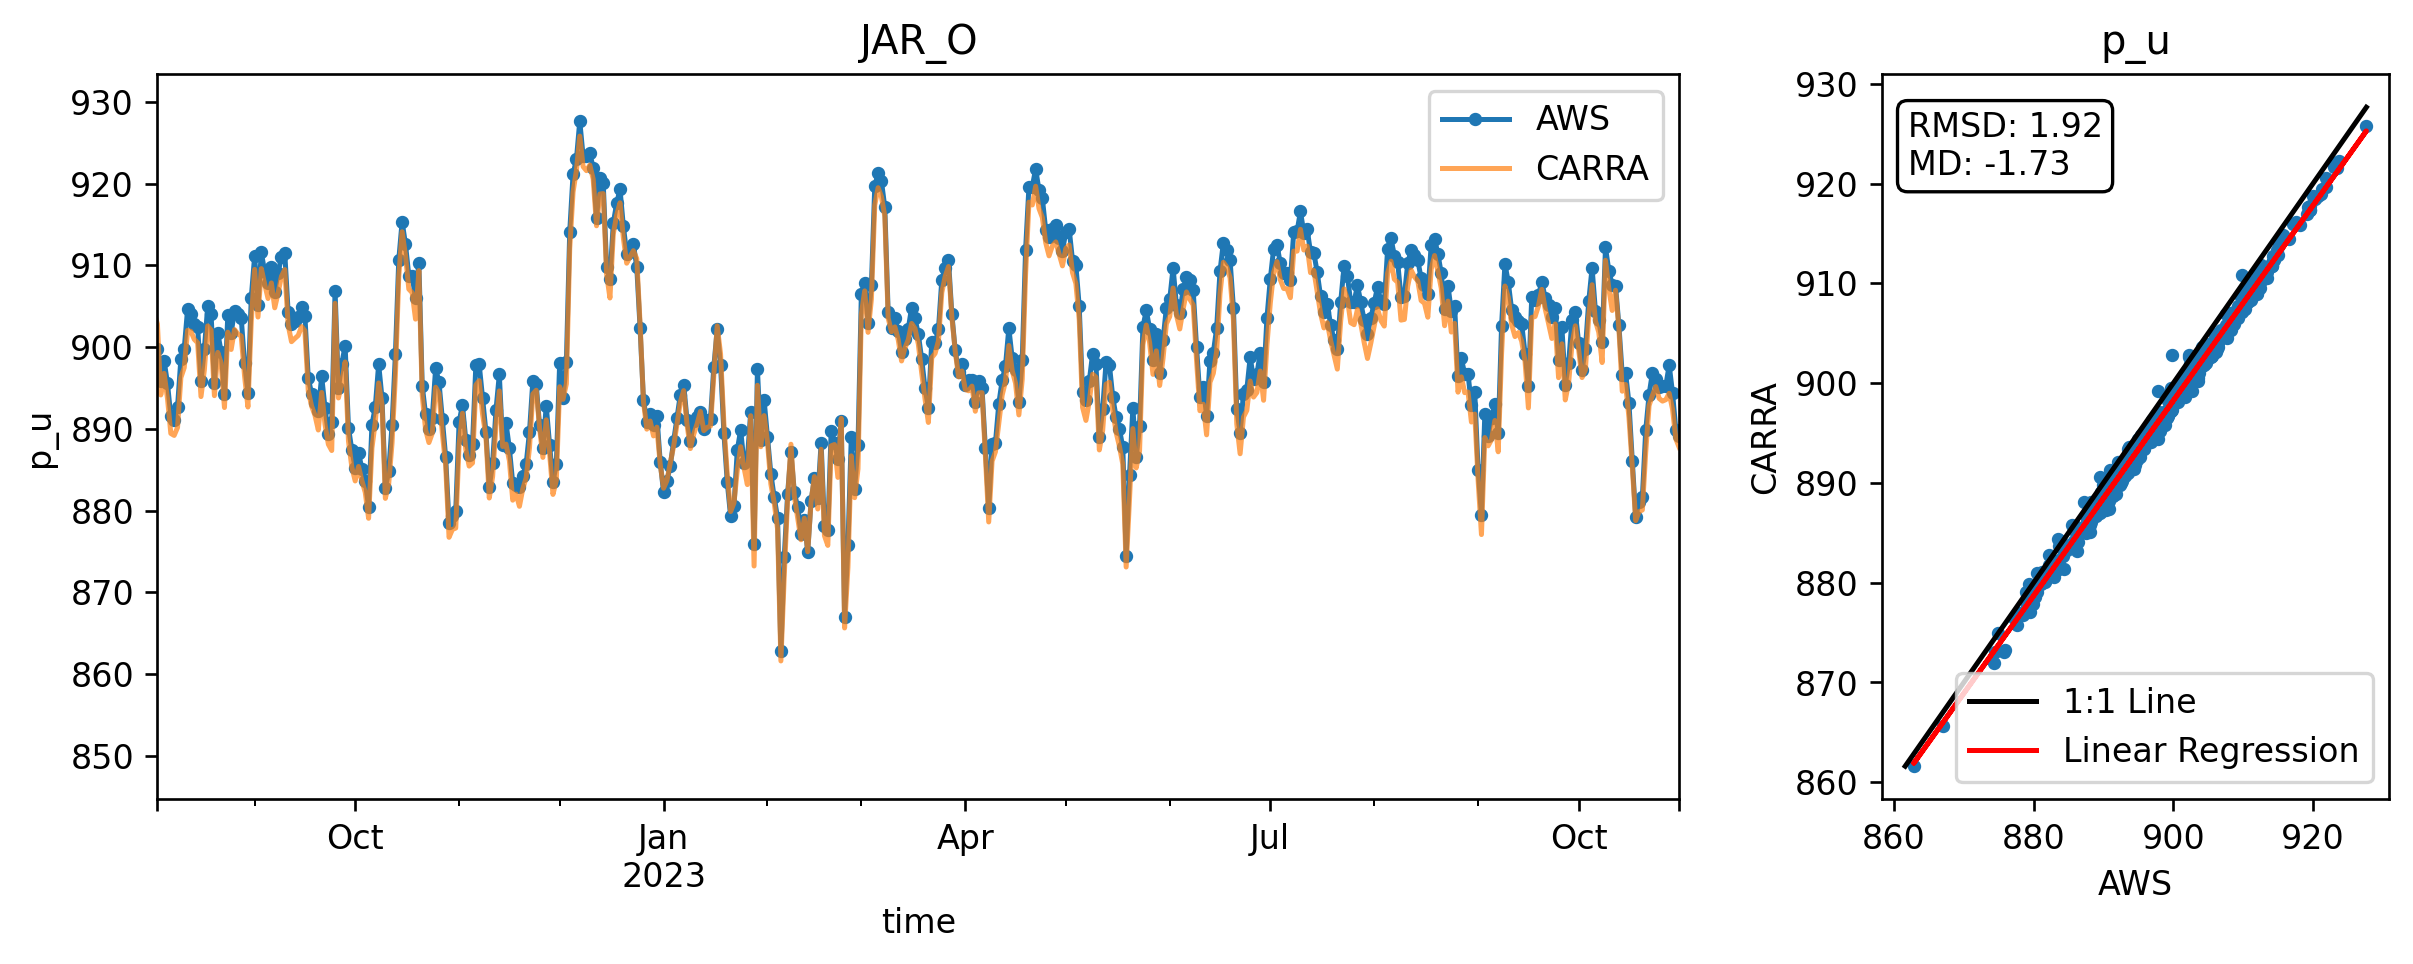 JAR_O
930
920
910
900
890
880
870
860
850
p_u
AWS
CARRA
Oct
Jan
2023
Apr
Jul
Oct
time
p_u
930
920
910
900
890
880
870
860
CARRA
RMSD: 1.92
MD: -1.73
1:1 Line
Linear Regression
860
880
900
920
AWS